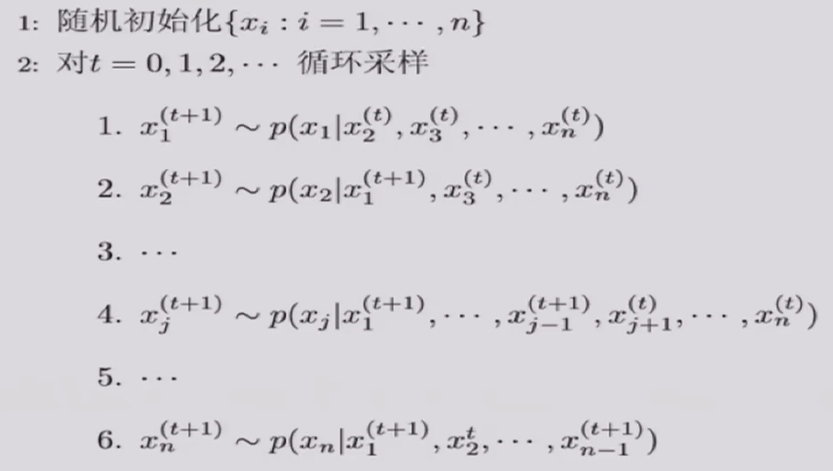 1: 随机初始化{x_i : i = 1, ⋯ , n}
2: 对t = 0, 1, 2, ⋯ 循环采样
1. x_1^{(t+1)} ∼ p(x_1|x_2^{(t)}, x_3^{(t)}, ⋯ , x_n^{(t)})
2. x_2^{(t+1)} ∼ p(x_2|x_1^{(t+1)}, x_3^{(t)}, ⋯ , x_n^{(t)})
3. ⋯
4. x_j^{(t+1)} ∼ p(x_j|x_1^{(t+1)}, ⋯ , x_{j−1}^{(t+1)}, x_{j+1}^{(t)}, ⋯ , x_n^{(t)})
5. ⋯
6. x_n^{(t+1)} ∼ p(x_n|x_1^{(t+1)}, x_2^t, ⋯ , x_{n−1}^{(t+1)})